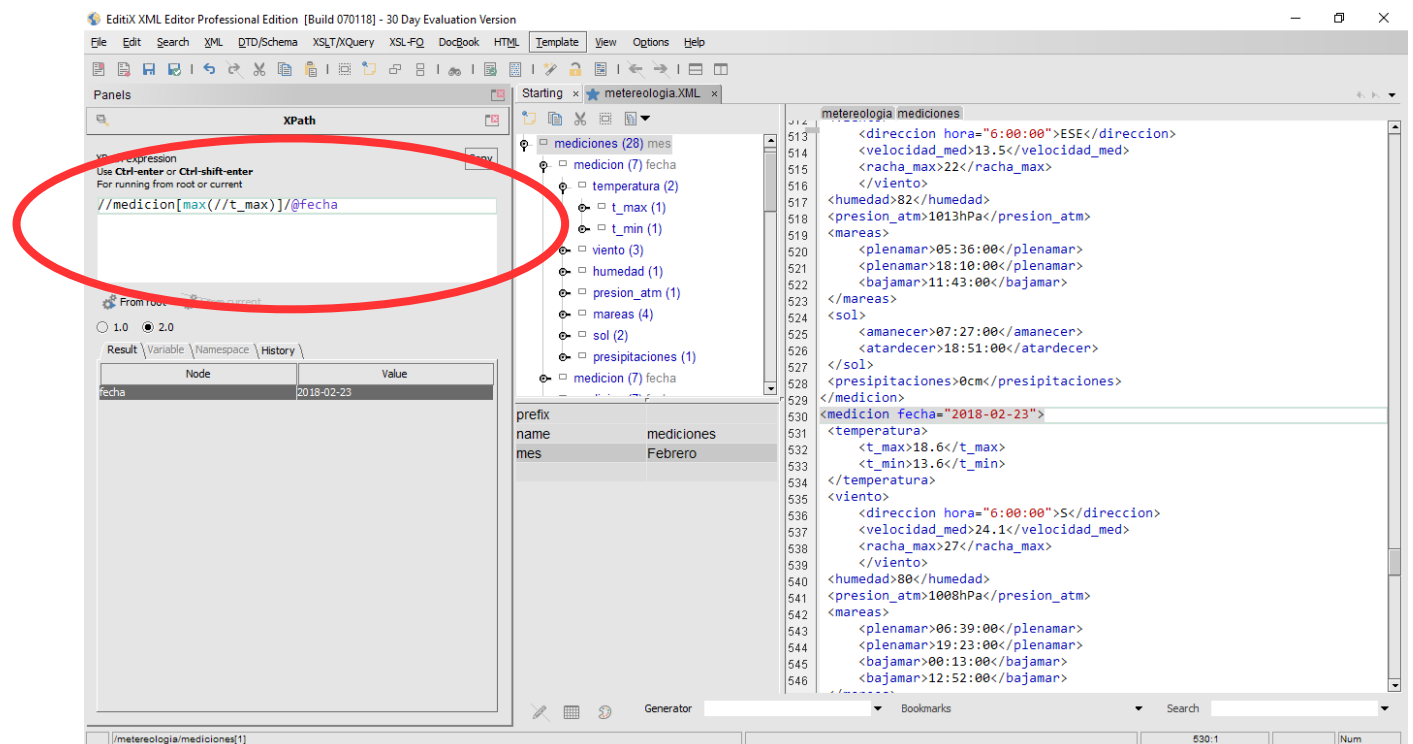 EditiX XML Editor Professional Edition [Build 070118] - 30 Day Evaluation Version
File Edit Search XML DTD/Schema XSLT/XQuery XSL-FO DocBook HTML Template View Options Help
Panels
XPath
expression
Use Ctrl-enter or Ctrl-shift-enter
For running from root or current
//medicion[max(//t_max)]/@fecha
From root
1.0 2.0
Result Variable Namespace History
Node Value
fecha 2018-02-23
Starting metereologia.XML
mediciones (28) mes
medicion (7) fecha
temperatura (2)
t_max (1)
t_min (1)
viento (3)
humedad (1)
presion_atm (1)
mareas (4)
sol (2)
presipitaciones (1)
medicion (7) fecha
prefix
name mediciones
mes Febrero
metereologia mediciones
513 <direccion hora="6:00:00">ESE</direccion>
514 <velocidad_med>13.5</velocidad_med>
515 <racha_max>22</racha_max>
516 </viento>
517 <humedad>82</humedad>
518 <presion_atm>1013hPa</presion_atm>
519 <mareas>
520 <plenamar>05:36:00</plenamar>
521 <plenamar>18:10:00</plenamar>
522 <bajamar>11:43:00</bajamar>
523 </mareas>
524 <sol>
525 <amanecer>07:27:00</amanecer>
526 <atardecer>18:51:00</atardecer>
527 </sol>
528 <presipitaciones>0cm</presipitaciones>
529 </medicion>
530 <medicion fecha="2018-02-23">
531 <temperatura>
532 <t_max>18.6</t_max>
533 <t_min>13.6</t_min>
534 </temperatura>
535 <viento>
536 <direccion hora="6:00:00">S</direccion>
537 <velocidad_med>24.1</velocidad_med>
538 <racha_max>27</racha_max>
539 </viento>
540 <humedad>80</humedad>
541 <presion_atm>1008hPa</presion_atm>
542 <mareas>
543 <plenamar>06:39:00</plenamar>
544 <plenamar>19:23:00</plenamar>
545 <bajamar>00:13:00</bajamar>
546 <bajamar>12:52:00</bajamar>
Generator Bookmarks Search
/metereologia/mediciones[1] 530:1 Num